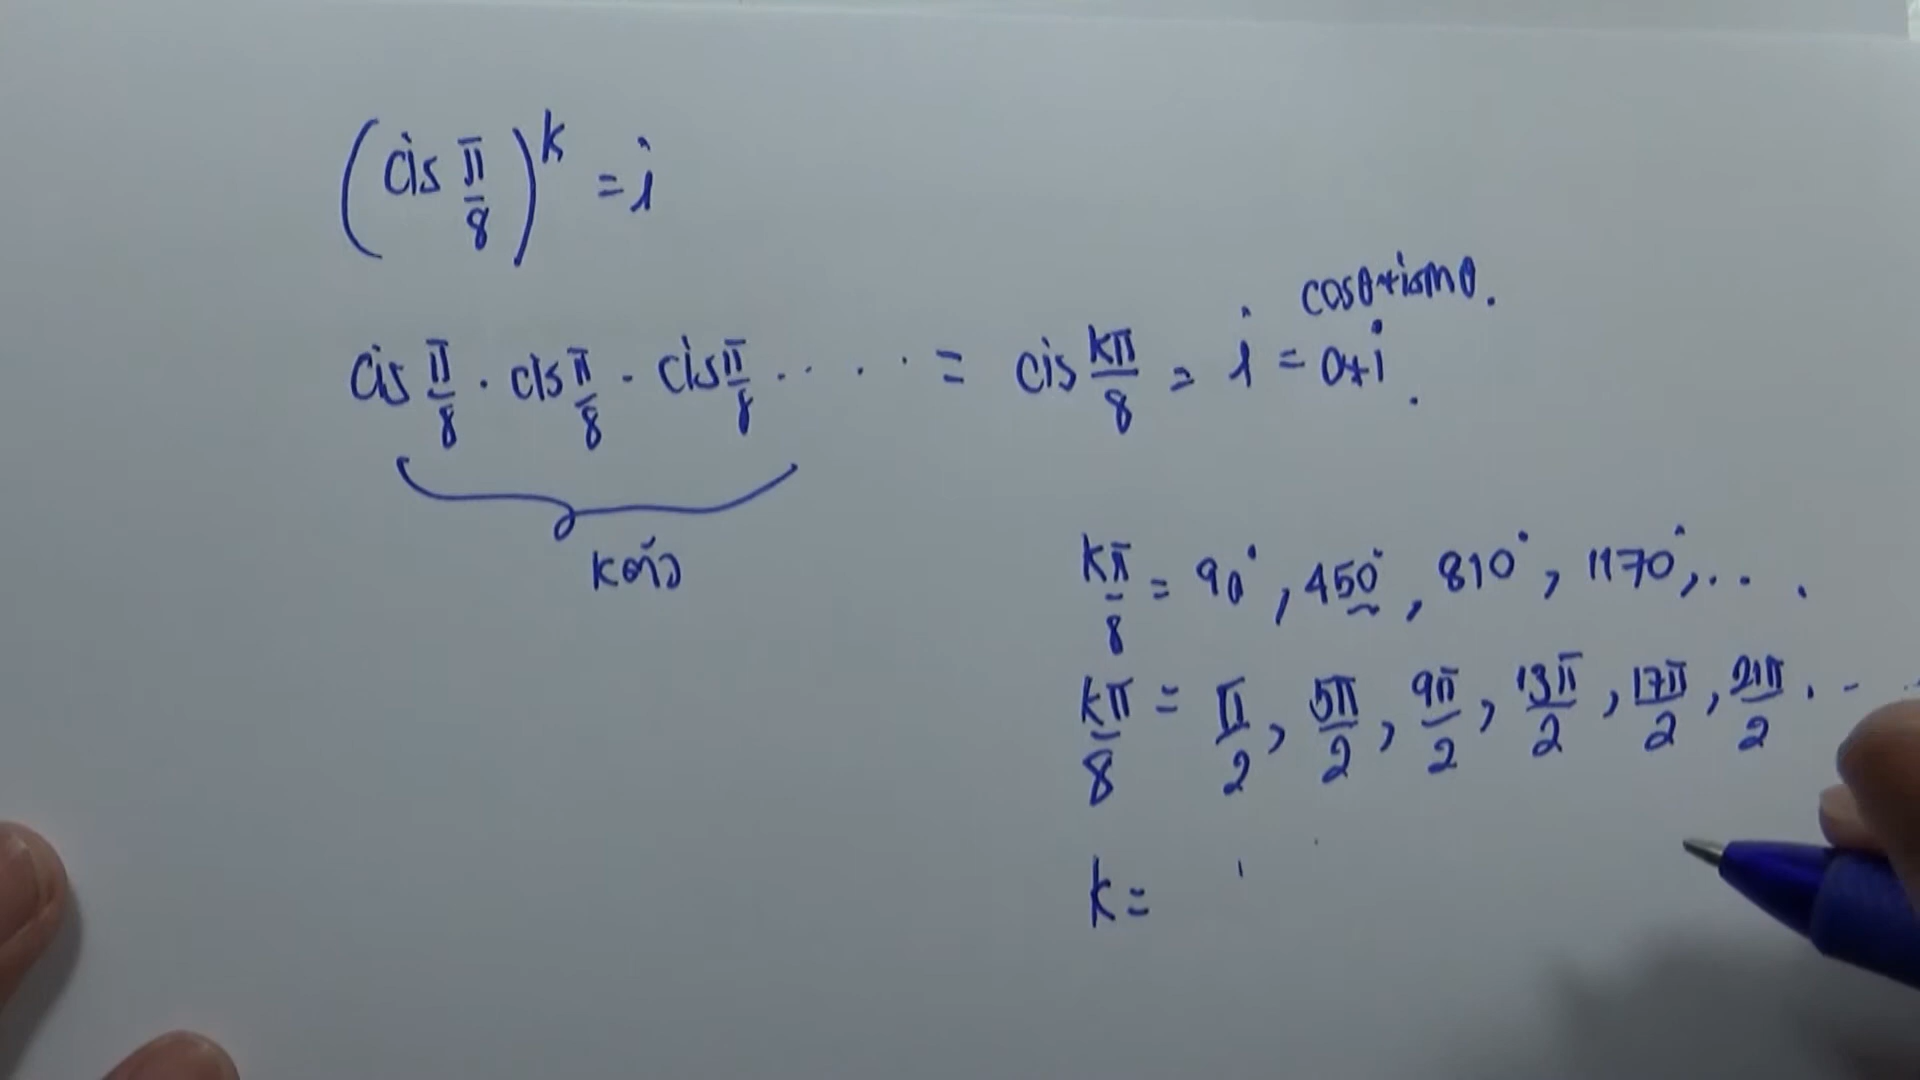 (cis π/8)^k = i
cosθ+isinθ.
cis π/8 · cis π/8 · cis π/8 · · · · · = cis kπ/8 = i = 0+i.
k ตัว
kπ/8 = 90°, 450°, 810°, 1170°, ...
kπ/8 = π/2, 5π/2, 9π/2, 13π/2, 17π/2, 21π/2 ...
k =